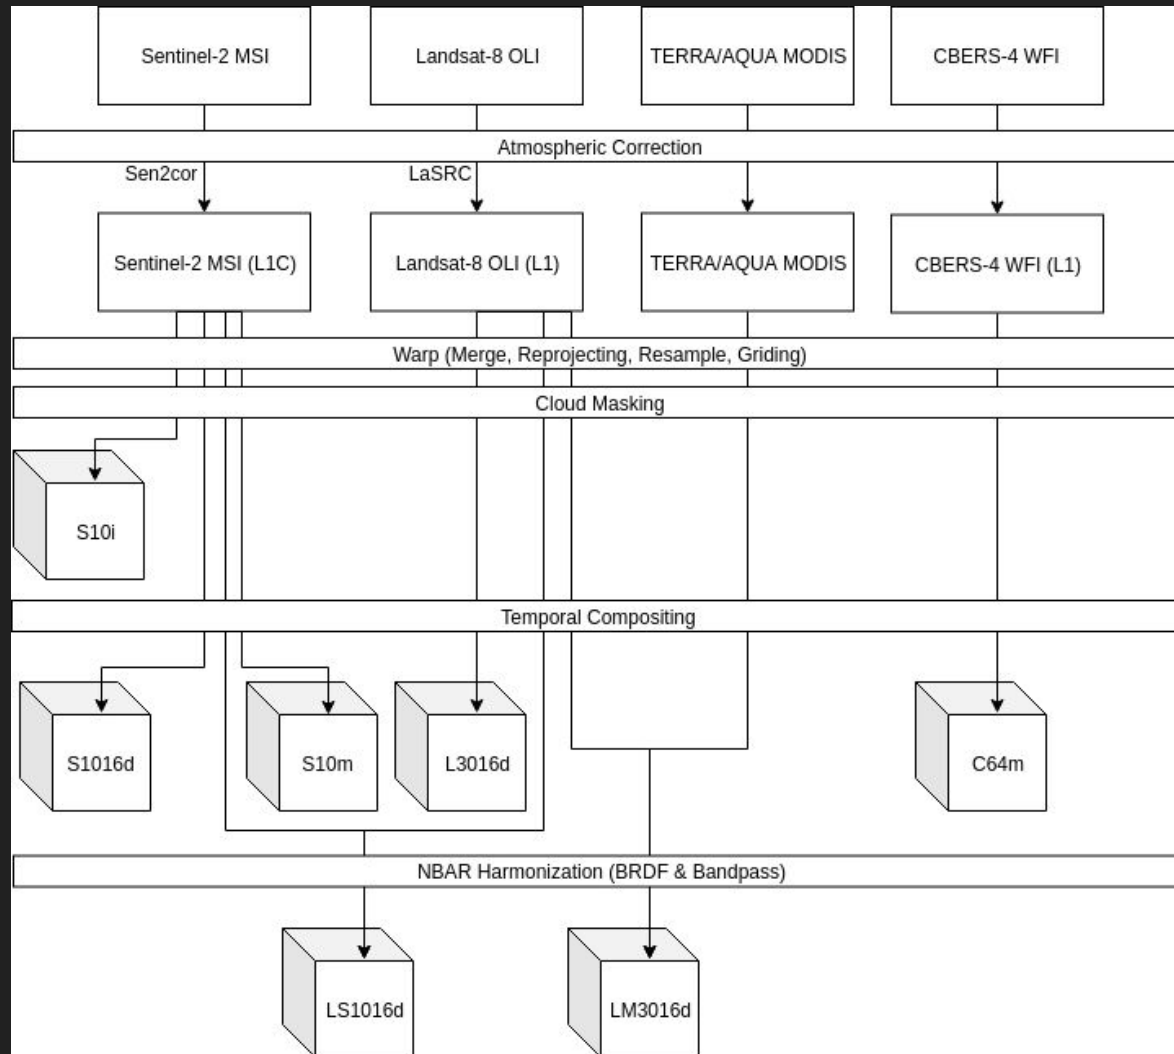 Sentinel-2 MSI
Landsat-8 OLI
TERRA/AQUA MODIS
CBERS-4 WFI
Atmospheric Correction
Sen2cor
LaSRC
Sentinel-2 MSI (L1C)
Landsat-8 OLI (L1)
TERRA/AQUA MODIS
CBERS-4 WFI (L1)
Warp (Merge, Reprojecting, Resample, Griding)
Cloud Masking
S10i
Temporal Compositing
S1016d
S10m
L3016d
C64m
NBAR Harmonization (BRDF & Bandpass)
LS1016d
LM3016d